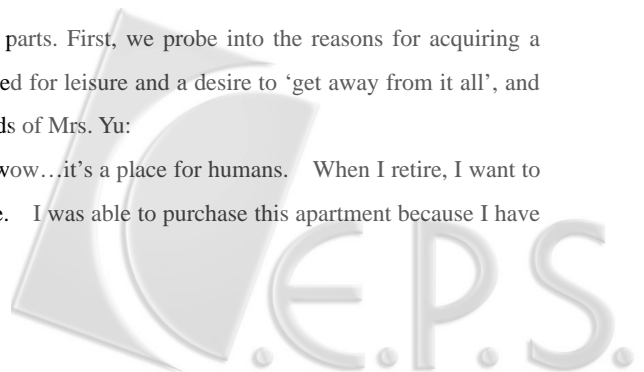 parts. First, we probe into the reasons for acquiring a
ed for leisure and a desire to ‘get away from it all’, and
ds of Mrs. Yu:
wow…it’s a place for humans. When I retire, I want to
e. I was able to purchase this apartment because I have
C.E.P.S.